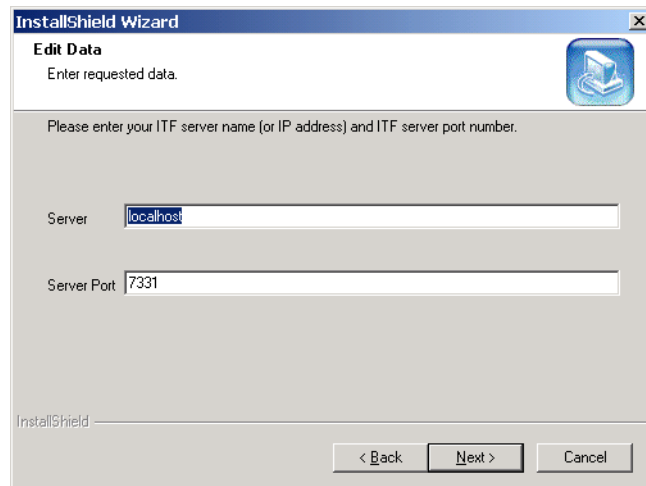 InstallShield Wizard
Edit Data
Enter requested data.
Please enter your ITF server name (or IP address) and ITF server port number.
Server
localhost
Server Port
7331
InstallShield
< Back
Next >
Cancel